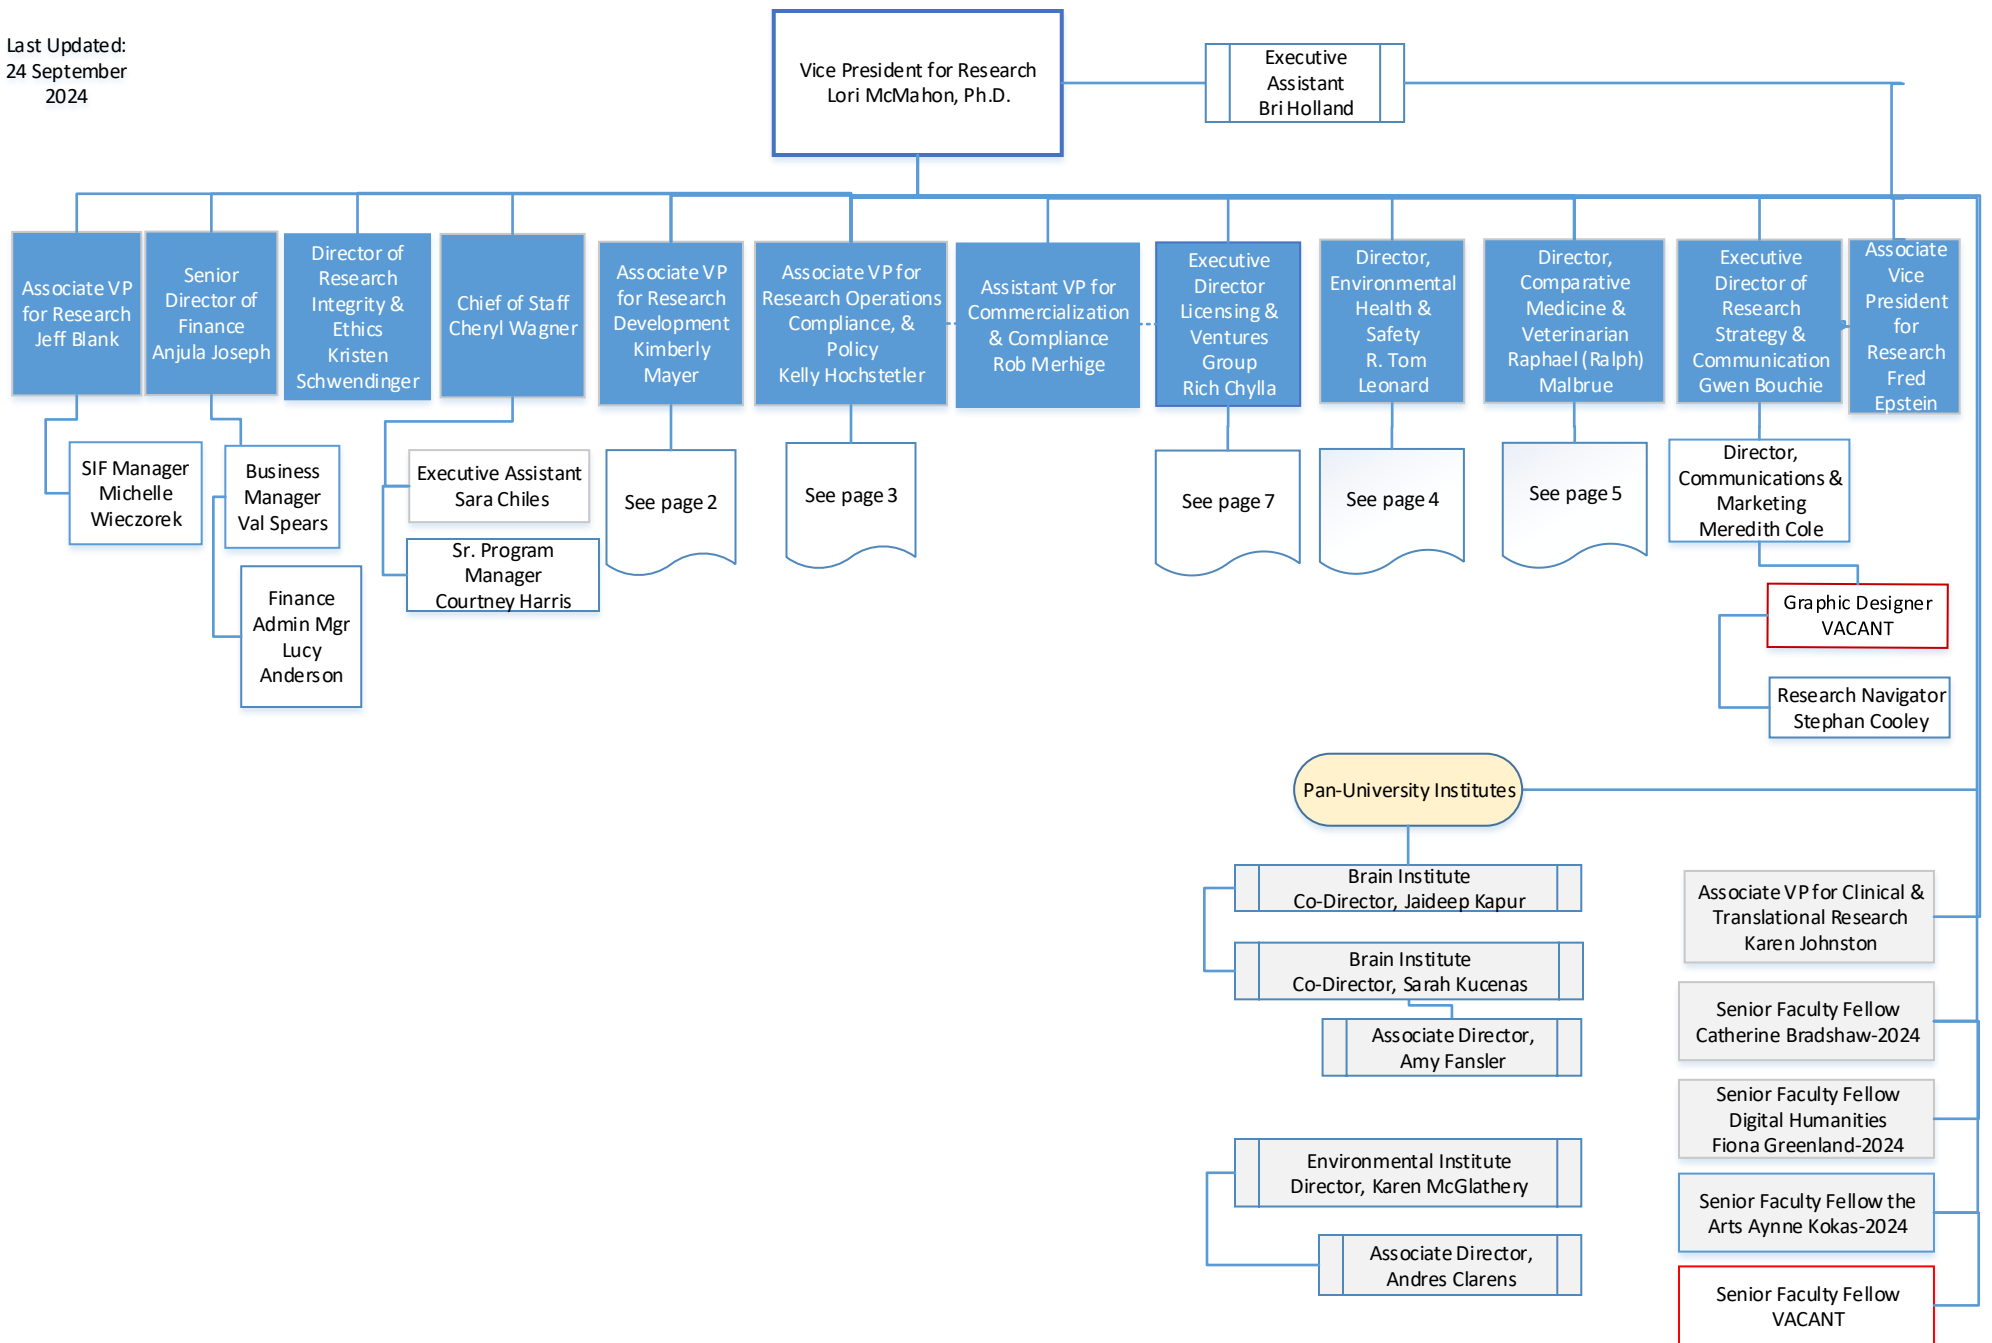 Last Updated:
24 September
2024
Vice President for Research
Lori McMahon, Ph.D.
Executive
Assistant
Bri Holland
Associate VP
for Research
Jeff Blank
Senior
Director of
Finance
Anjula Joseph
Director of
Research
Integrity &
Ethics
Kristen
Schwendinger
Chief of Staff
Cheryl Wagner
Associate VP
for Research
Development
Kimberly
Mayer
Associate VP for
Research Operations
Compliance, &
Policy
Kelly Hochstetler
Assistant VP for
Commercialization
& Compliance
Rob Merhige
Executive
Director
Licensing &
Ventures
Group
Rich Chylla
Director,
Environmental
Health &
Safety
R. Tom
Leonard
Director,
Comparative
Medicine &
Veterinarian
Raphael (Ralph)
Malbrue
Executive
Director of
Research
Strategy &
Communication
Gwen Bouchie
Associate
Vice
President
for
Research
Fred
Epstein
SIF Manager
Michelle
Wieczorek
Business
Manager
Val Spears
Finance
Admin Mgr
Lucy
Anderson
Executive Assistant
Sara Chiles
Sr. Program
Manager
Courtney Harris
See page 2
See page 3
See page 7
See page 4
See page 5
Director,
Communications &
Marketing
Meredith Cole
Graphic Designer
VACANT
Research Navigator
Stephan Cooley
Pan-University Institutes
Brain Institute
Co-Director, Jaideep Kapur
Brain Institute
Co-Director, Sarah Kucenas
Associate Director,
Amy Fansler
Environmental Institute
Director, Karen McGlathery
Associate Director,
Andres Clarens
Associate VP for Clinical &
Translational Research
Karen Johnston
Senior Faculty Fellow
Catherine Bradshaw-2024
Senior Faculty Fellow
Digital Humanities
Fiona Greenland-2024
Senior Faculty Fellow the
Arts Aynne Kokas-2024
Senior Faculty Fellow
VACANT